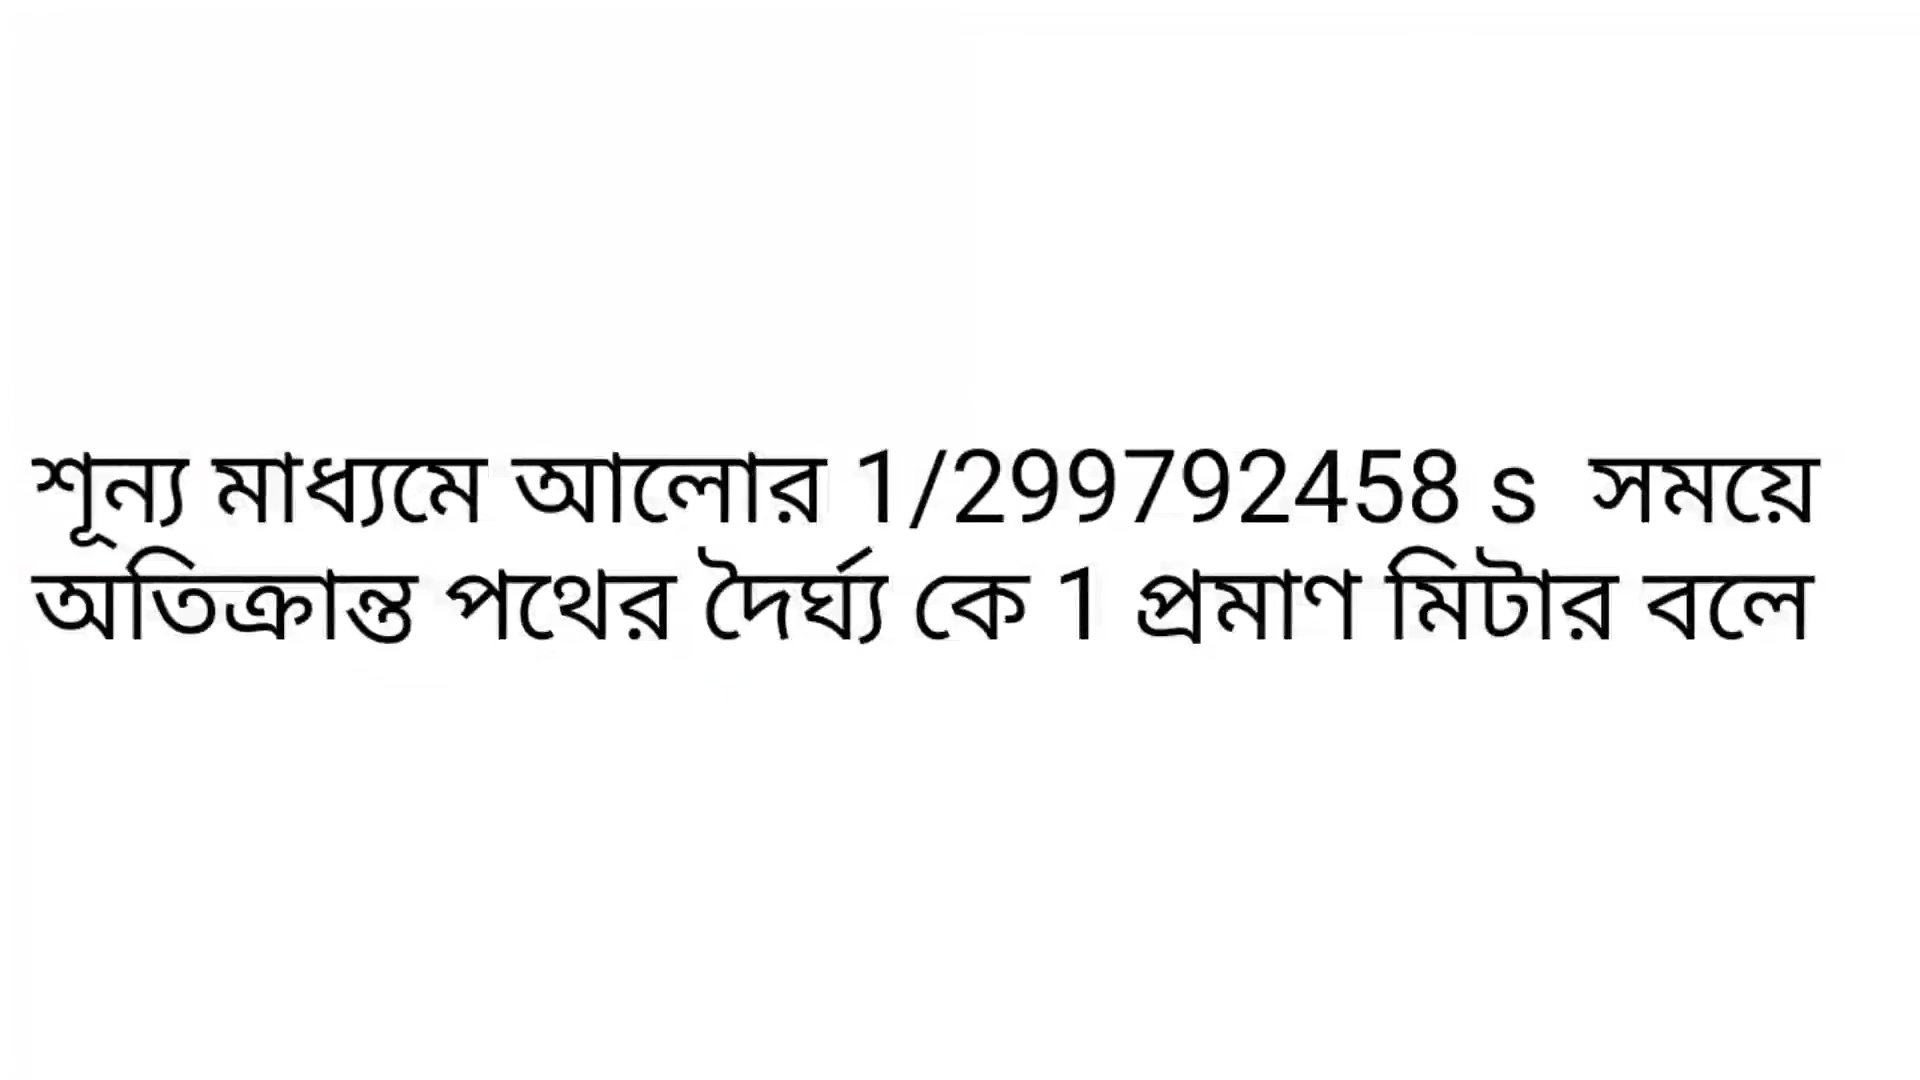 শূন্য মাধ্যমে আলোর 1/299792458 s  সময়ে
অতিক্রান্ত পথের দৈর্ঘ্য কে 1 প্রমাণ মিটার বলে